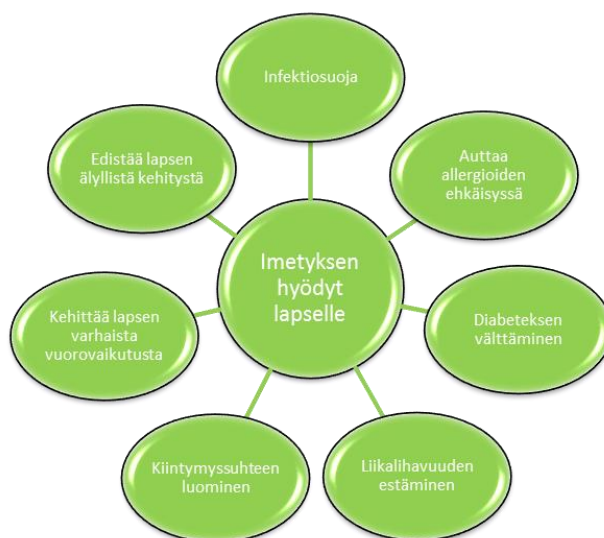 Infektiosuoja
Auttaa
allergioiden
ehkäisyssä
Diabeteksen
välttäminen
Liikalihavuuden
estäminen
Kiintymyssuhteen
luominen
Kehittää lapsen
varhaista
vuorovaikutusta
Edistää lapsen
älyllistä kehitystä
Imetyksen
hyödyt
lapselle